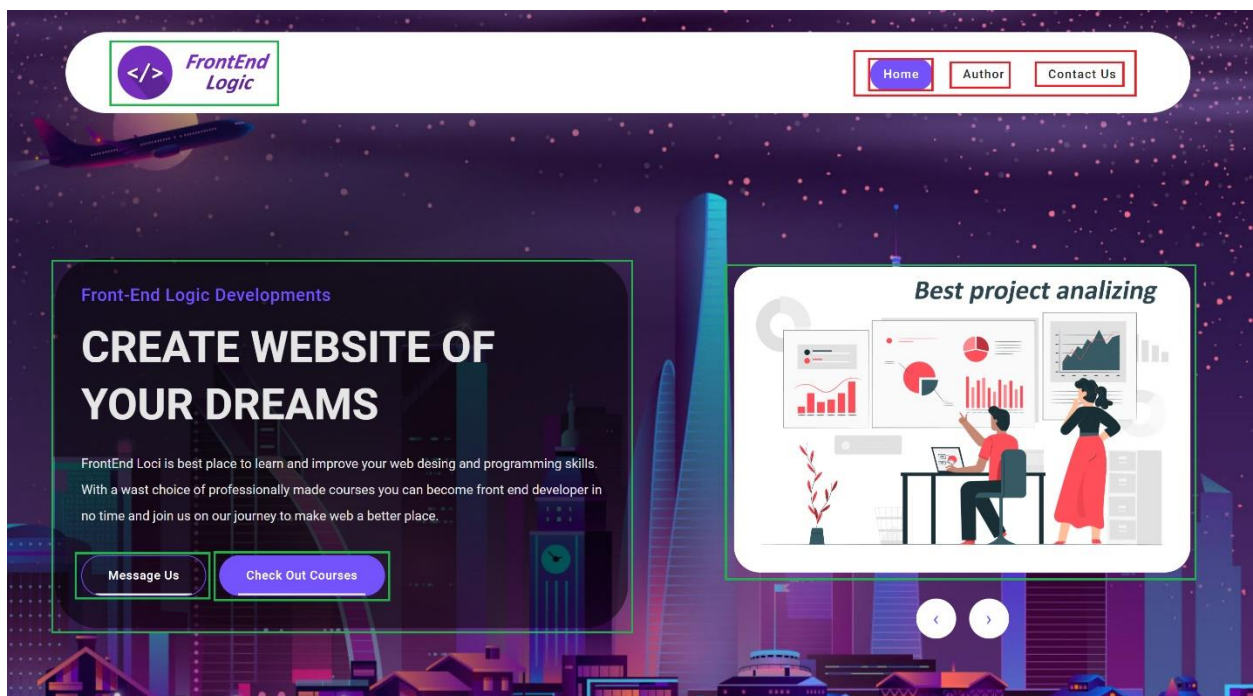 </>
FrontEnd
Logic
Home
Author
Contact Us
Front-End Logic Developments
CREATE WEBSITE OF
YOUR DREAMS
FrontEnd Loci is best place to learn and improve your web desing and programming skills.
With a wast choice of professionally made courses you can become front end developer in
no time and join us on our journey to make web a better place.
Message Us
Check Out Courses
Best project analizing
‹
›